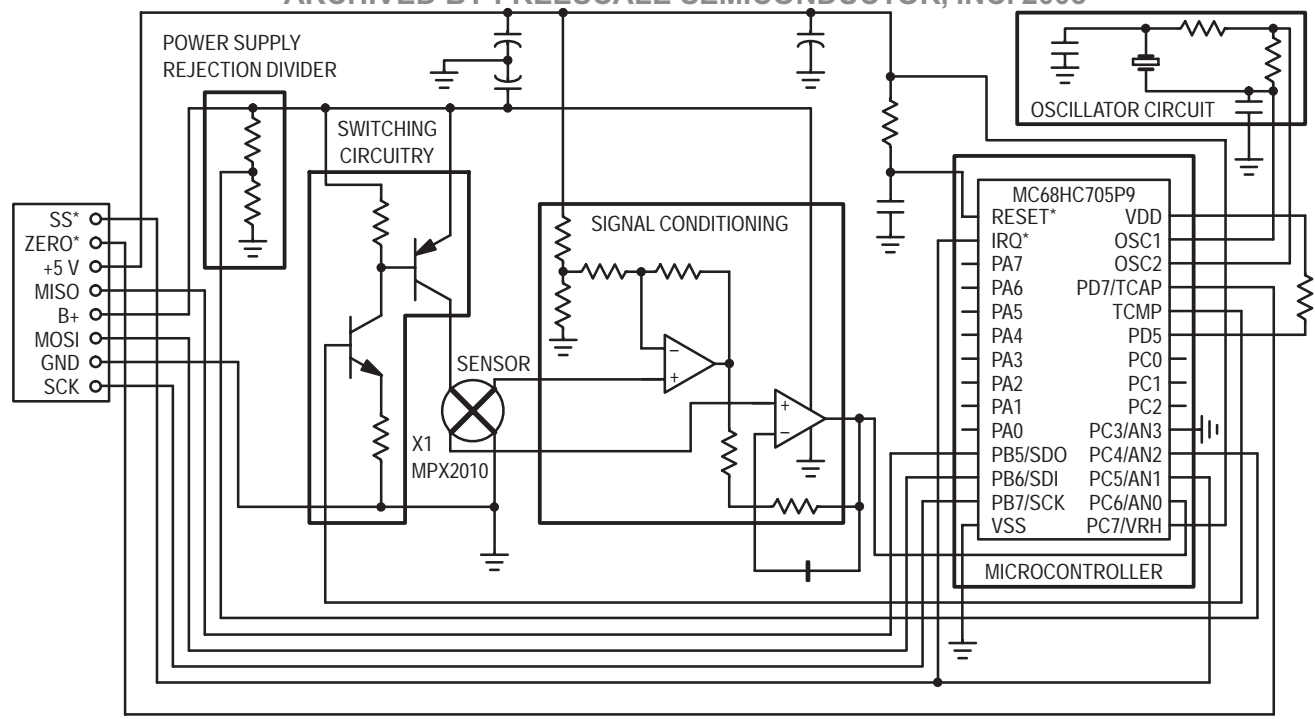 ARCHIVED BY FREESCALE SEMICONDUCTOR, INC. 2005
POWER SUPPLY
REJECTION DIVIDER
SWITCHING
CIRCUITRY
OSCILLATOR CIRCUIT
SIGNAL CONDITIONING
SS*
ZERO*
+5 V
MISO
B+
MOSI
GND
SCK
SENSOR
X1
MPX2010
–
+
+
–
MC68HC705P9
RESET* VDD
IRQ* OSC1
PA7 OSC2
PA6 PD7/TCAP
PA5 TCMP
PA4 PD5
PA3 PC0
PA2 PC1
PA1 PC2
PA0 PC3/AN3
PB5/SDO PC4/AN2
PB6/SDI PC5/AN1
PB7/SCK PC6/AN0
VSS PC7/VRH
MICROCONTROLLER